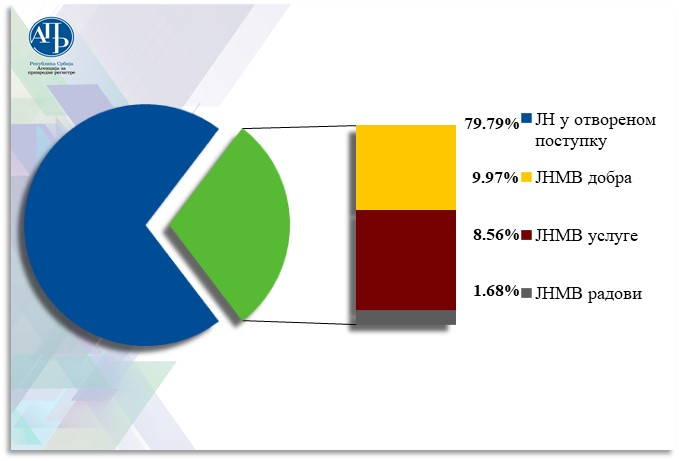 АПР
Република Србија
Агенција за
привредне регистре
79.79% ЈН у отвореном
поступку
9.97% ЈНМВ добра
8.56% ЈНМВ услуге
1.68% ЈНМВ радови